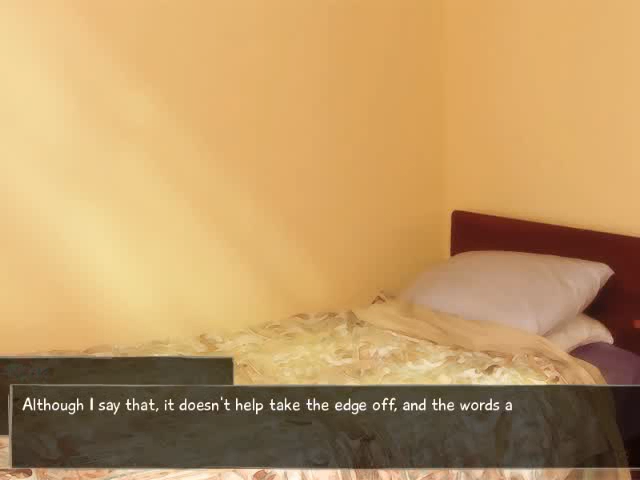 Although I say that, it doesn't help take the edge off, and the words a